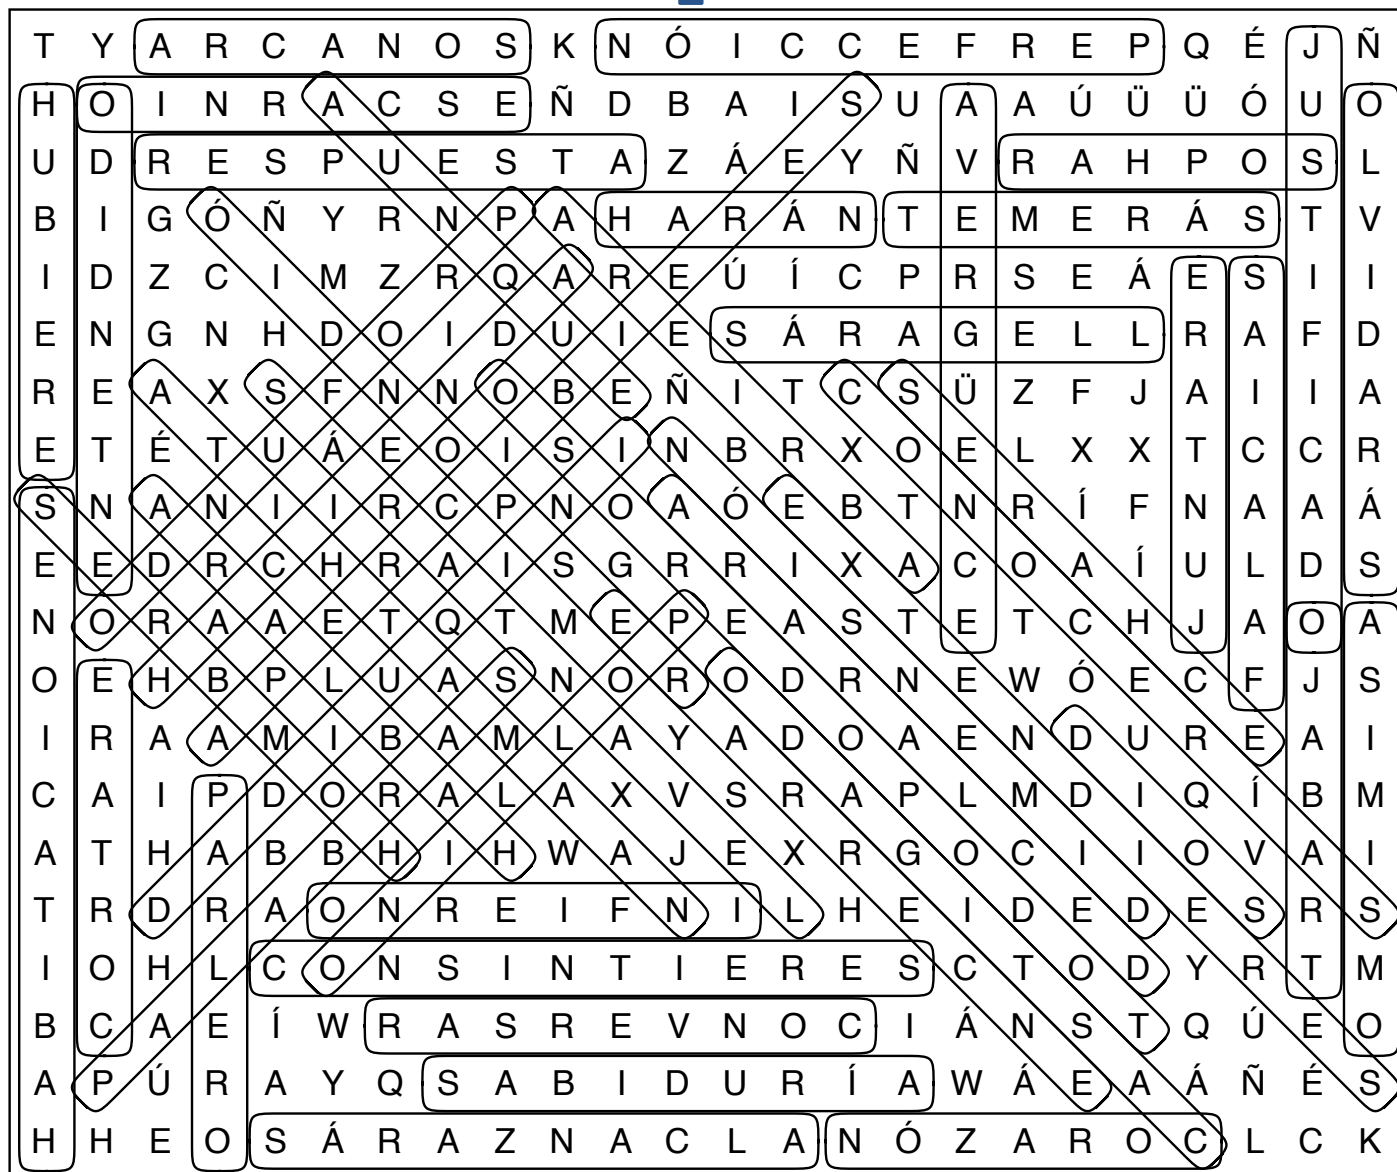 T Y A R C A N O S K N Ó I C C E F R E P Q É J Ñ
H O I N R A C S E Ñ D B A I S U A A Ú Ü Ü Ó U O
U D R E S P U E S T A Z Á E Y Ñ V R A H P O S L
B I G Ó Ñ Y R N P A H A R Á N T E M E R Á S T V
I D Z C I M Z R Q A R E Ú Í C P R S E Á E S I I
E N G N H D O I D U I E S Á R A G E L L R A F D
R E A X S F N N O B E Ñ I T C S Ü Z F J A I I A
E T É T U Á E O I S I N B R X O E L X X T C C R
S N A N I I R C P N O A Ó E B T N R Í F N A A Á
E E D R C H R A I S G R R I X A C O A Í U L D S
N O R A A E T Q T M E P E A S T E T C H J A O A
O E H B P L U A S N O R O D R N E W Ó E C F J S
I R A A M I B A M L A Y A D O A E N D U R E A I
C A I P D O R A L A X V S R A P L M D I Q Í B M
A T H A B B H I H W A J E X R G O C I I O V A I
T R D R A O N R E I F N I L H E I D E D E S R S
I O H L C O N S I N T I E R E S C T O D Y R T M
B C A E Í W R A S R E V N O C I Á N S T Q Ú E O
A P Ú R A Y Q S A B I D U R Í A W Á E A Á Ñ É S
H H E O S Á R A Z N A C L A N Ó Z A R O C L C K